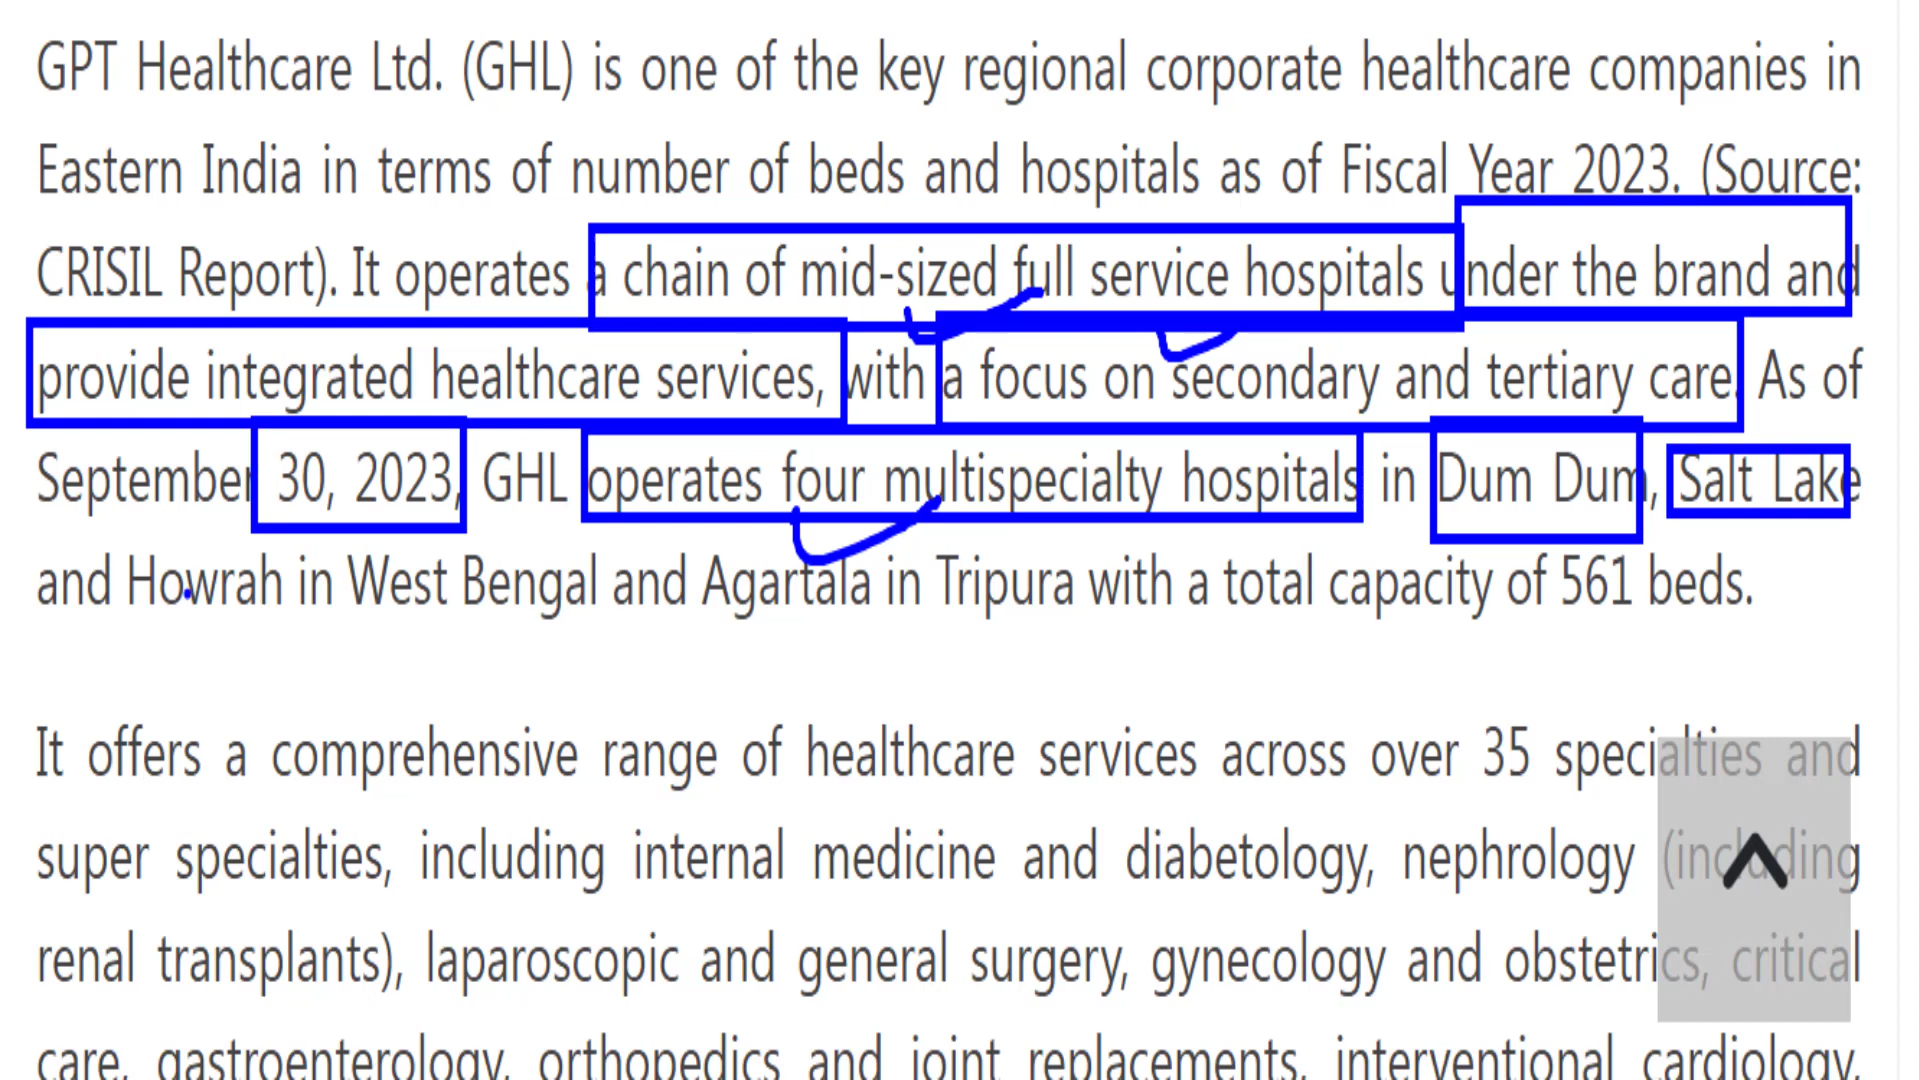 GPT Healthcare Ltd. (GHL) is one of the key regional corporate healthcare companies in
Eastern India in terms of number of beds and hospitals as of Fiscal Year 2023. (Source:
CRISIL Report). It operates a chain of mid-sized full service hospitals under the brand and
provide integrated healthcare services, with a focus on secondary and tertiary care. As of
September 30, 2023, GHL operates four multispecialty hospitals in Dum Dum, Salt Lake
and Howrah in West Bengal and Agartala in Tripura with a total capacity of 561 beds.
It offers a comprehensive range of healthcare services across over 35 specialties and
super specialties, including internal medicine and diabetology, nephrology (including
renal transplants), laparoscopic and general surgery, gynecology and obstetrics, critical
care, gastroenterology, orthopedics and joint replacements, interventional cardiology,